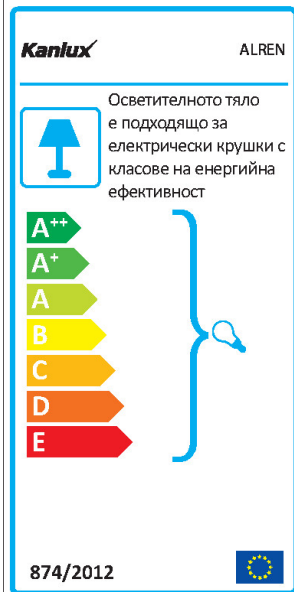 Kanlux
ALREN
Осветителното тяло
е подходящо за
електрически крушки с
класове на енергийна
ефективност
A++
A+
A
B
C
D
E
874/2012